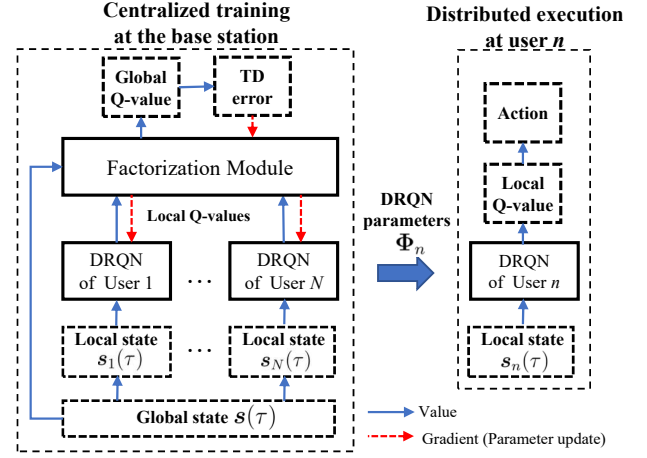 Centralized training
at the base station
Global
Q-value
TD
error
Factorization Module
Local Q-values
DRQN
of User 1
...
DRQN
of User N
Local state
s₁(τ)
...
Local state
s_N(τ)
Global state s(τ)
DRQN
parameters
Φₙ
Distributed execution
at user n
Action
Local
Q-value
DRQN
of User n
Local state
sₙ(τ)
Value
Gradient (Parameter update)